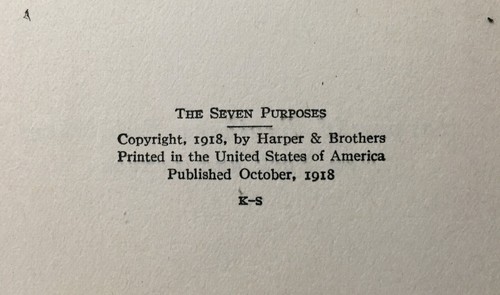 THE SEVEN PURPOSES
Copyright, 1918, by Harper & Brothers
Printed in the United States of America
Published October, 1918
K-S